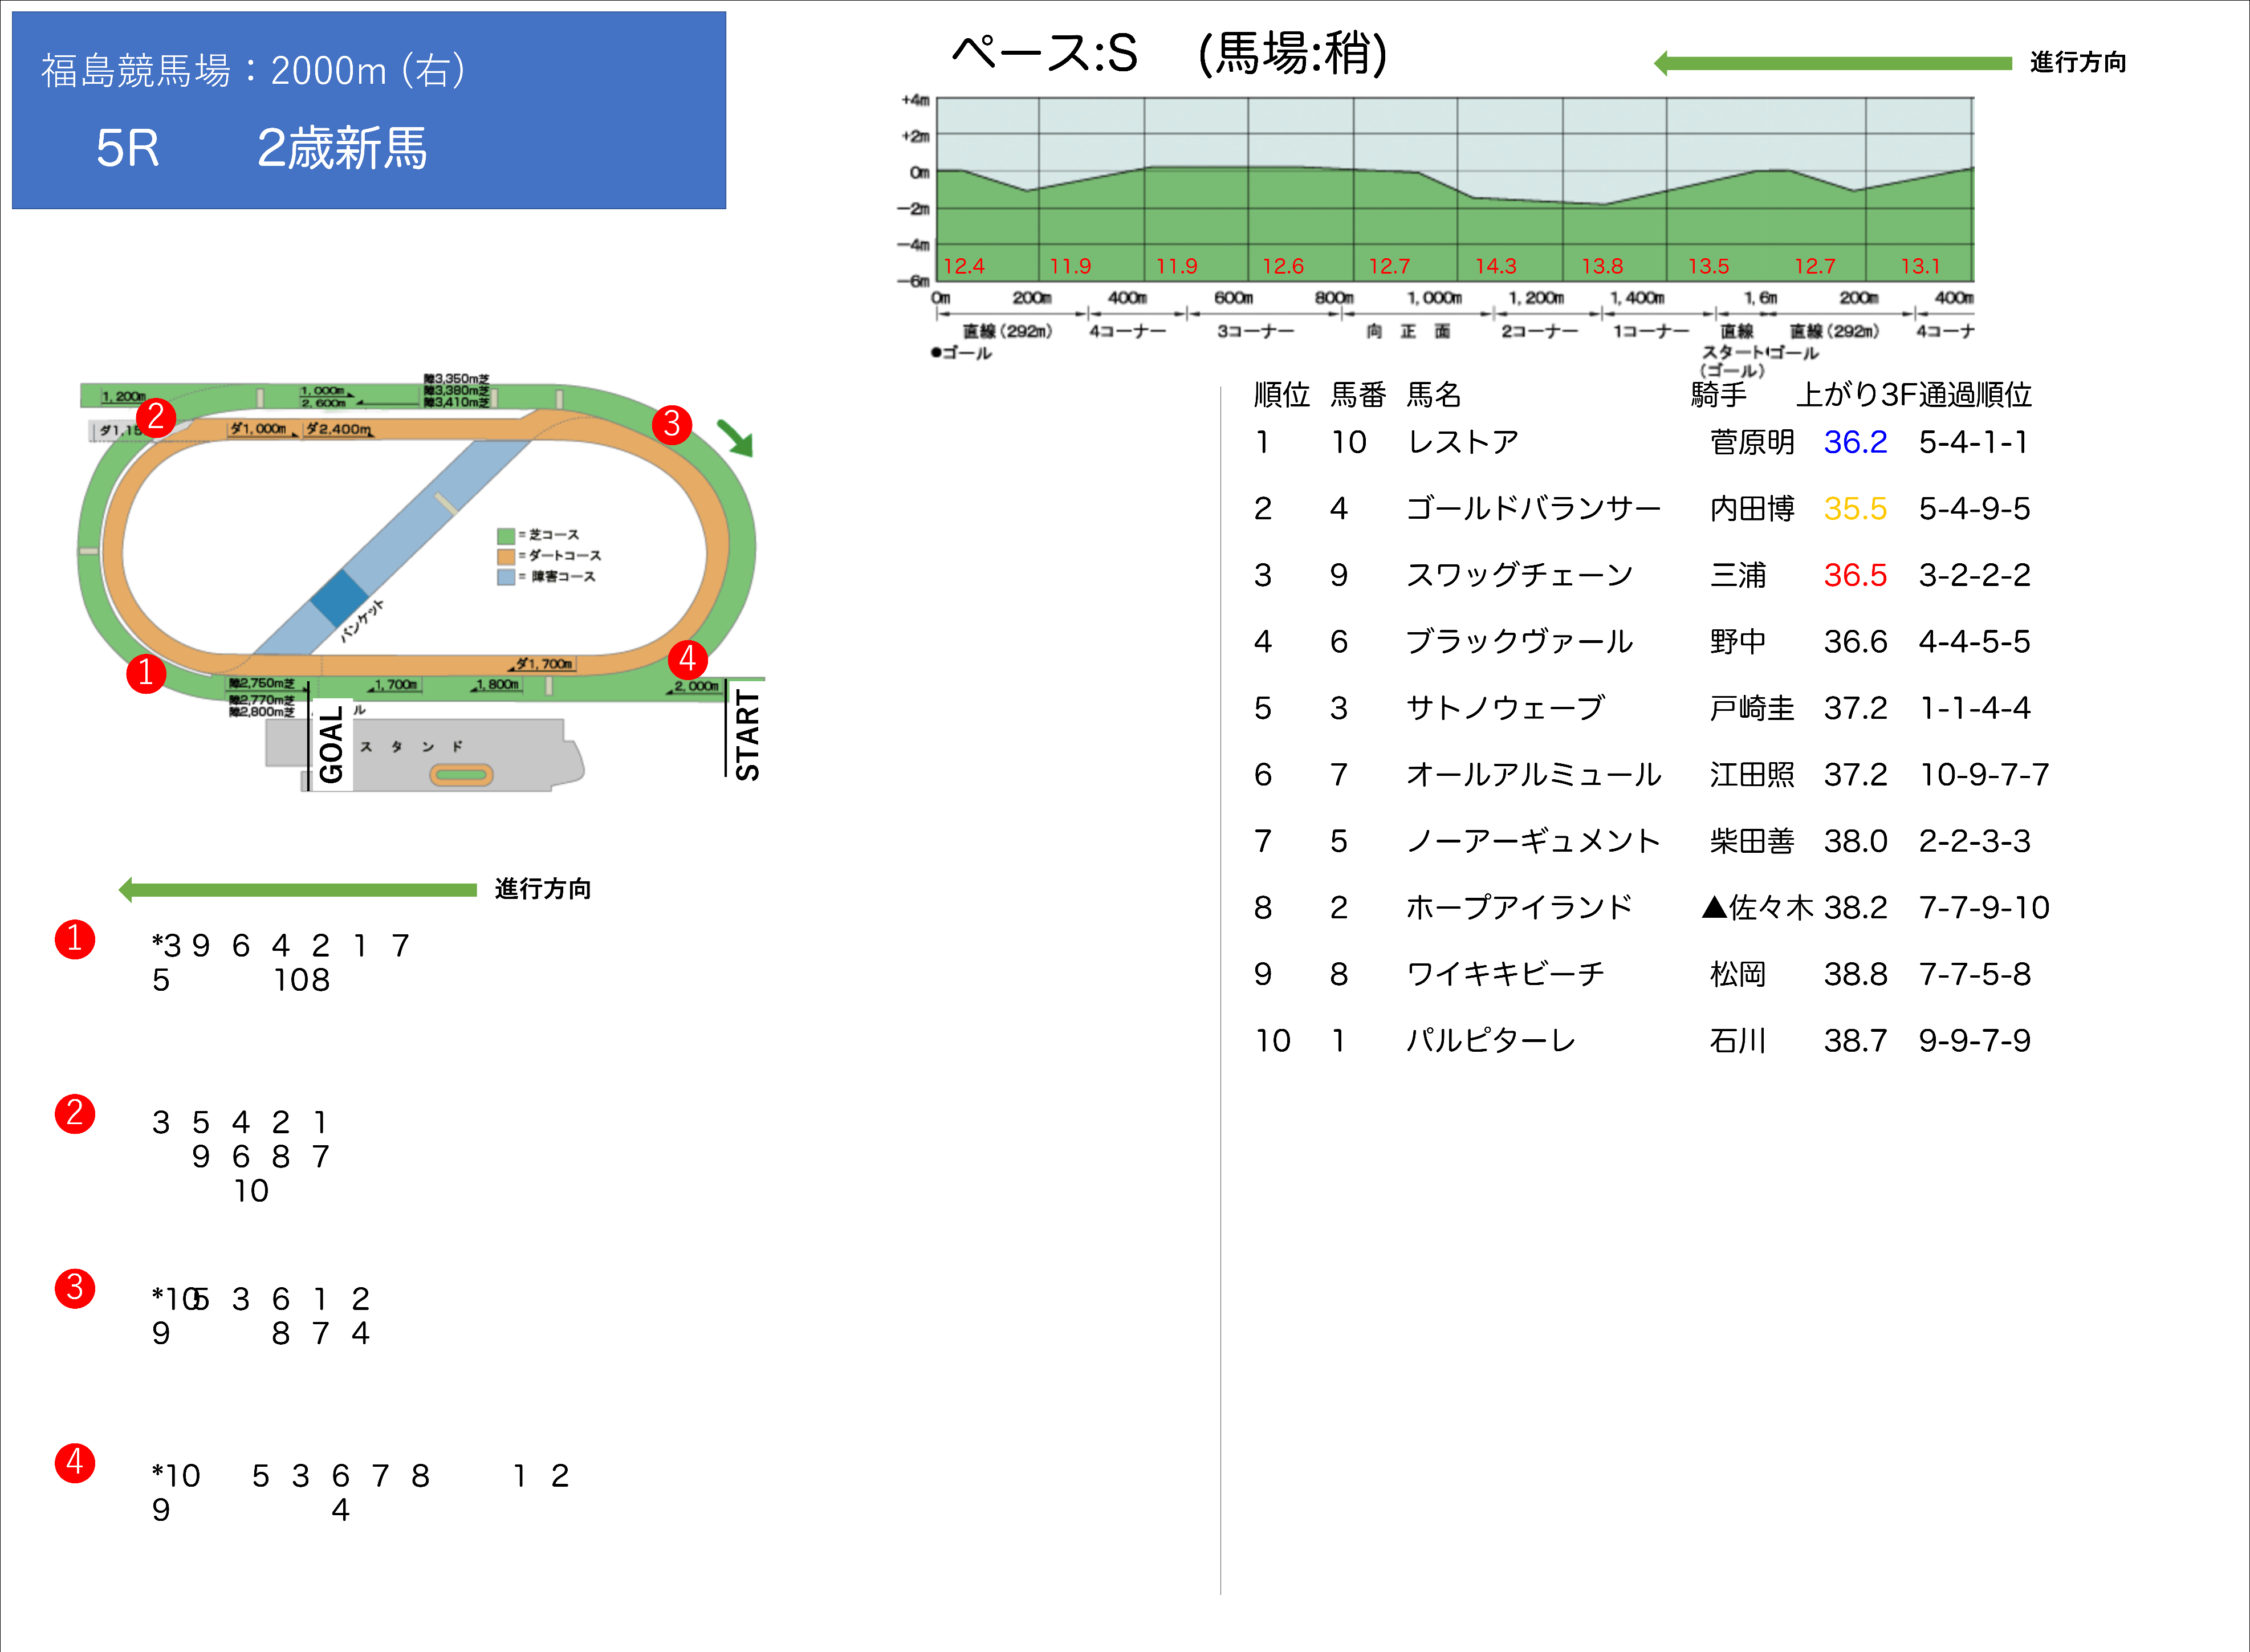 福島競馬場：2000m (右)
5R 2歳新馬
ペース:S (馬場:稍)
進行方向
+4m
+2m
0m
−2m
−4m
−6m
12.4 11.9 11.9 12.6 12.7 14.3 13.8 13.5 12.7 13.1
0m 200m 400m 600m 800m 1,000m 1,200m 1,400m 1,6m 200m 400m
直線(292m) 4コーナー 3コーナー 向正面 2コーナー 1コーナー 直線 直線(292m) 4コーナ
●ゴール
スタート ゴール
(ゴール)
1,200m
1,000m
2,600m
障3,350m芝
障3,380m芝
障3,410m芝
2
3
ダ1,15
ダ1,000m
ダ2,400m
= 芝コース
= ダートコース
= 障害コース
バンケット
1
4
ダ1,700m
障2,750m芝
障2,770m芝
障2,800m芝
1,700m
1,800m
2,000m
ル
スタンド
GOAL
START
進行方向
1
*3 9 6 4 2 1 7
5 10 8
2
3 5 4 2 1
9 6 8 7
10
3
*10 5 3 6 1 2
9 8 7 4
4
*10 5 3 6 7 8 1 2
9 4
順位 馬番 馬名 騎手 上がり3F 通過順位
1 10 レストア 菅原明 36.2 5-4-1-1
2 4 ゴールドバランサー 内田博 35.5 5-4-9-5
3 9 スワッグチェーン 三浦 36.5 3-2-2-2
4 6 ブラックヴァール 野中 36.6 4-4-5-5
5 3 サトノウェーブ 戸崎圭 37.2 1-1-4-4
6 7 オールアルミュール 江田照 37.2 10-9-7-7
7 5 ノーアーギュメント 柴田善 38.0 2-2-3-3
8 2 ホープアイランド ▲佐々木 38.2 7-7-9-10
9 8 ワイキキビーチ 松岡 38.8 7-7-5-8
10 1 パルピターレ 石川 38.7 9-9-7-9